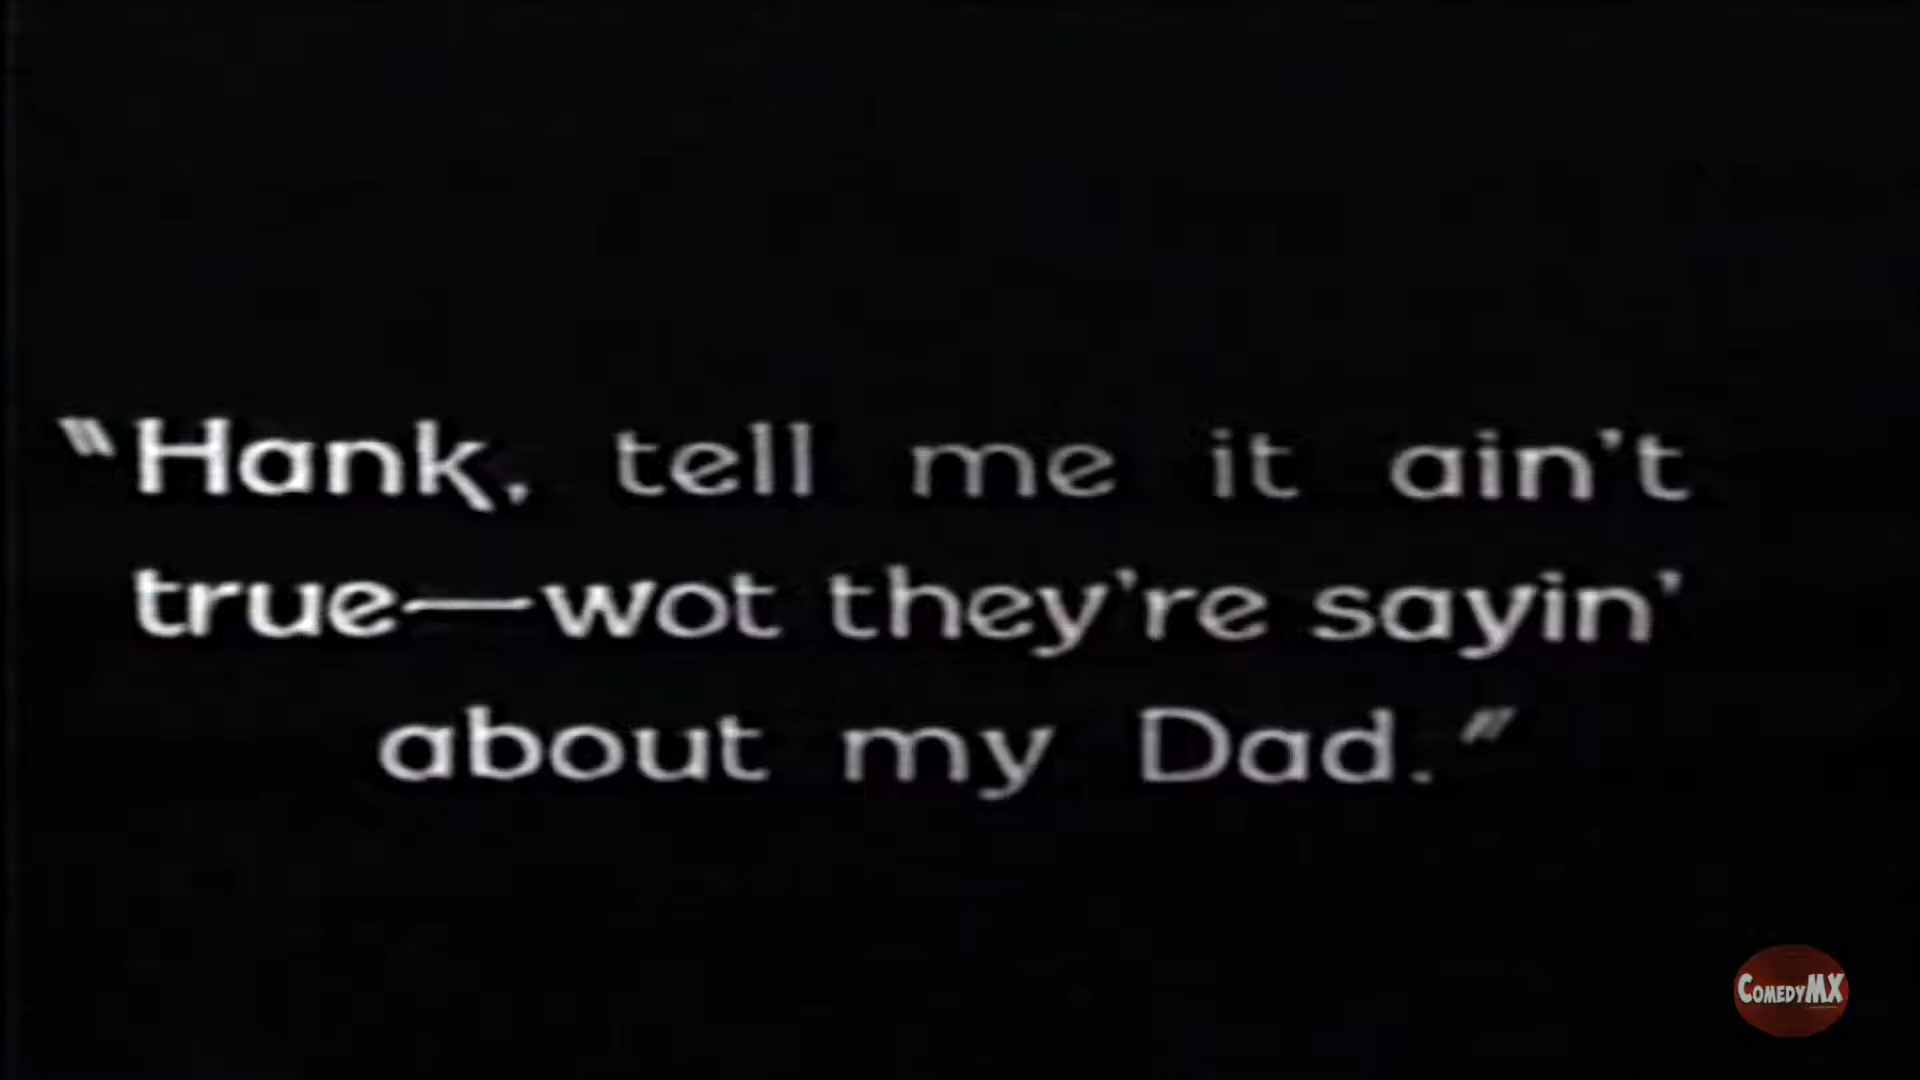 "Hank, tell me it ain't
true—wot they're sayin'
about my Dad."
COMEDYMX